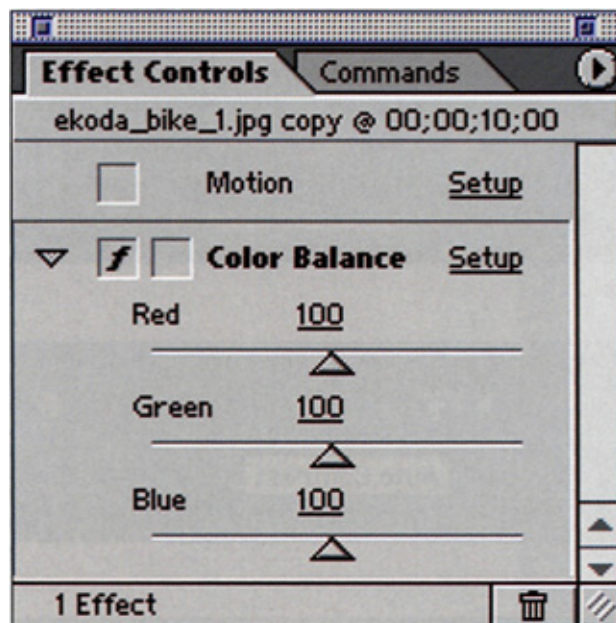 Effect Controls Commands
ekoda_bike_1.jpg copy @ 00;00;10;00
Motion Setup
f Color Balance Setup
Red 100
Green 100
Blue 100
1 Effect